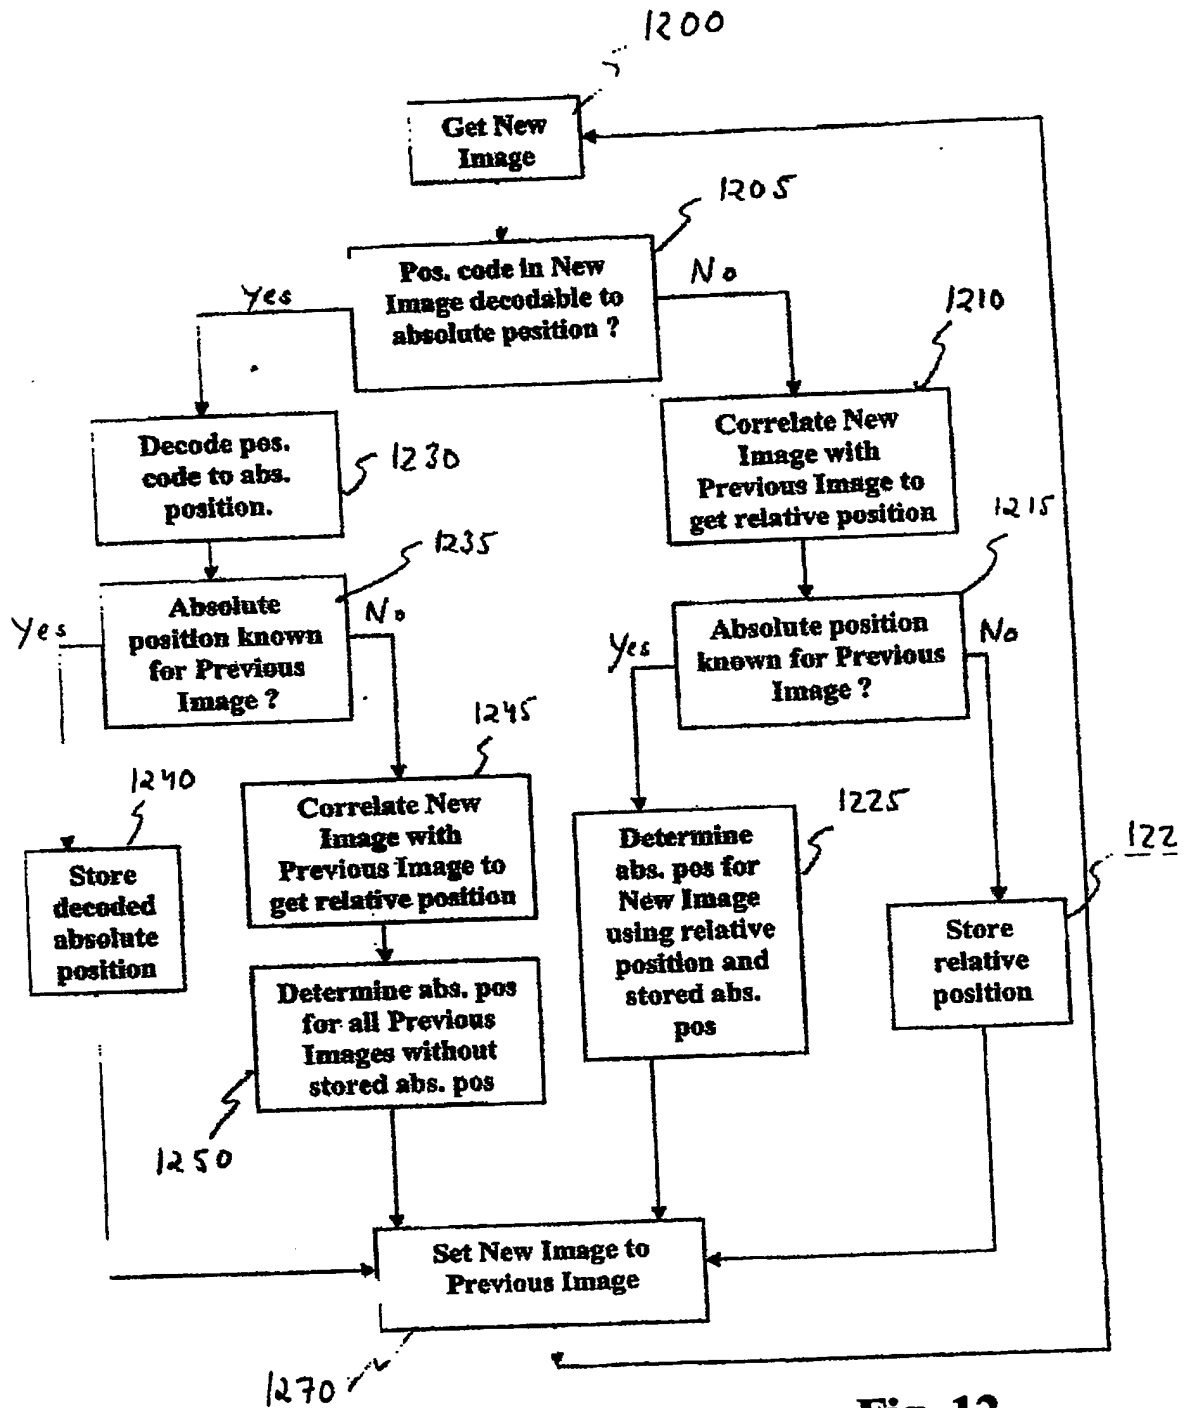 1200
Get New
Image
1205
Pos. code in New
Image decodable to
absolute position ?
Yes
No
1210
Decode pos.
code to abs.
position.
1230
Correlate New
Image with
Previous Image to
get relative position
1215
1235
Absolute
position known
for Previous
Image ?
Yes
No
Absolute position
known for Previous
Image ?
Yes
No
1240
Store
decoded
absolute
position
1245
Correlate New
Image with
Previous Image to
get relative position
1225
Determine
abs. pos for
New Image
using relative
position and
stored abs.
pos
122
Store
relative
position
Determine abs. pos
for all Previous
Images without
stored abs. pos
1250
Set New Image to
Previous Image
1270
Fig. 12